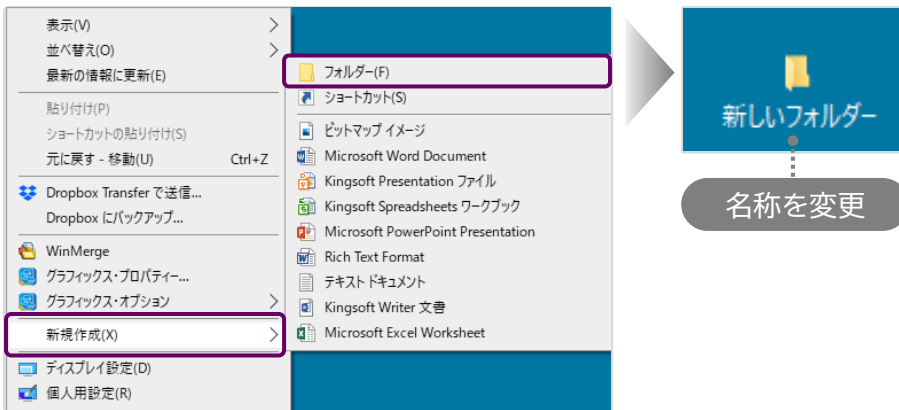 表示(V)
並べ替え(O)
最新の情報に更新(E)
貼り付け(P)
ショートカットの貼り付け(S)
元に戻す - 移動(U) Ctrl+Z
Dropbox Transfer で送信...
Dropbox にバックアップ...
WinMerge
グラフィックス・プロパティー...
グラフィックス・オプション
新規作成(X)
ディスプレイ設定(D)
個人用設定(R)
フォルダー(F)
ショートカット(S)
ビットマップ イメージ
Microsoft Word Document
Kingsoft Presentation ファイル
Kingsoft Spreadsheets ワークブック
Microsoft PowerPoint Presentation
Rich Text Format
テキスト ドキュメント
Kingsoft Writer 文書
Microsoft Excel Worksheet
新しいフォルダー
名称を変更